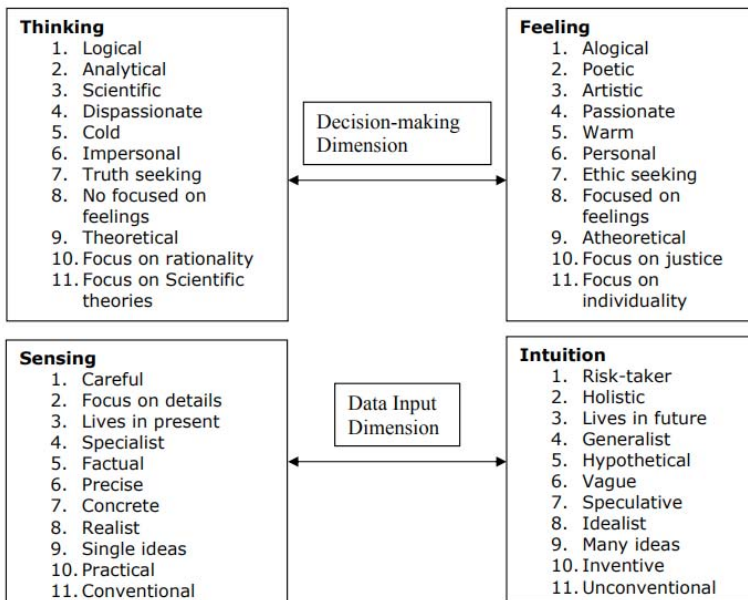 Thinking
1. Logical
2. Analytical
3. Scientific
4. Dispassionate
5. Cold
6. Impersonal
7. Truth seeking
8. No focused on
feelings
9. Theoretical
10. Focus on rationality
11. Focus on Scientific
theories
Decision-making
Dimension
Feeling
1. Alogical
2. Poetic
3. Artistic
4. Passionate
5. Warm
6. Personal
7. Ethic seeking
8. Focused on
feelings
9. Atheoretical
10. Focus on justice
11. Focus on
individuality
Sensing
1. Careful
2. Focus on details
3. Lives in present
4. Specialist
5. Factual
6. Precise
7. Concrete
8. Realist
9. Single ideas
10. Practical
11. Conventional
Data Input
Dimension
Intuition
1. Risk-taker
2. Holistic
3. Lives in future
4. Generalist
5. Hypothetical
6. Vague
7. Speculative
8. Idealist
9. Many ideas
10. Inventive
11. Unconventional